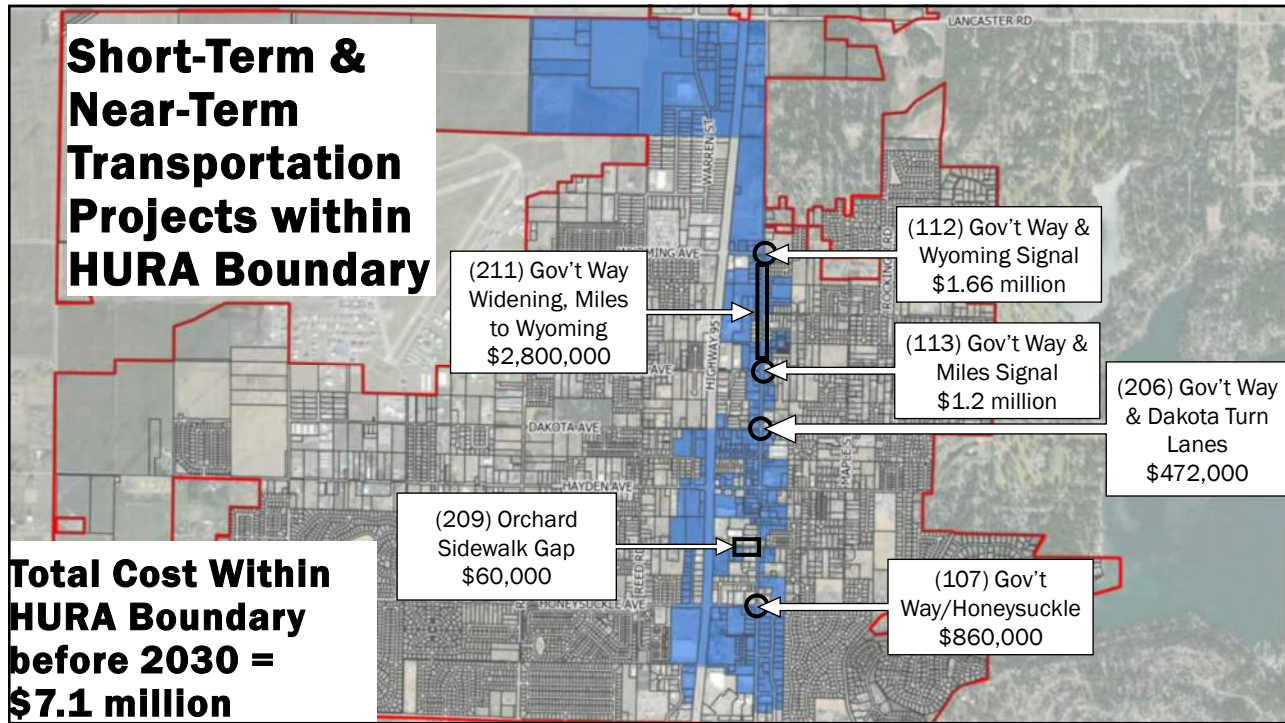 Short-Term &
Near-Term
Transportation
Projects within
HURA Boundary
LANCASTER RD
WARREN ST
(112) Gov't Way &
Wyoming Signal
$1.66 million
(211) Gov't Way
Widening, Miles
to Wyoming
$2,800,000
HIGHWAY 95
(113) Gov't Way &
Miles Signal
$1.2 million
(206) Gov't Way
& Dakota Turn
Lanes
$472,000
DAKOTA AVE
HAYDEN AVE
(209) Orchard
Sidewalk Gap
$60,000
HONEYSUCKLE AVE
(107) Gov't
Way/Honeysuckle
$860,000
Total Cost Within
HURA Boundary
before 2030 =
$7.1 million